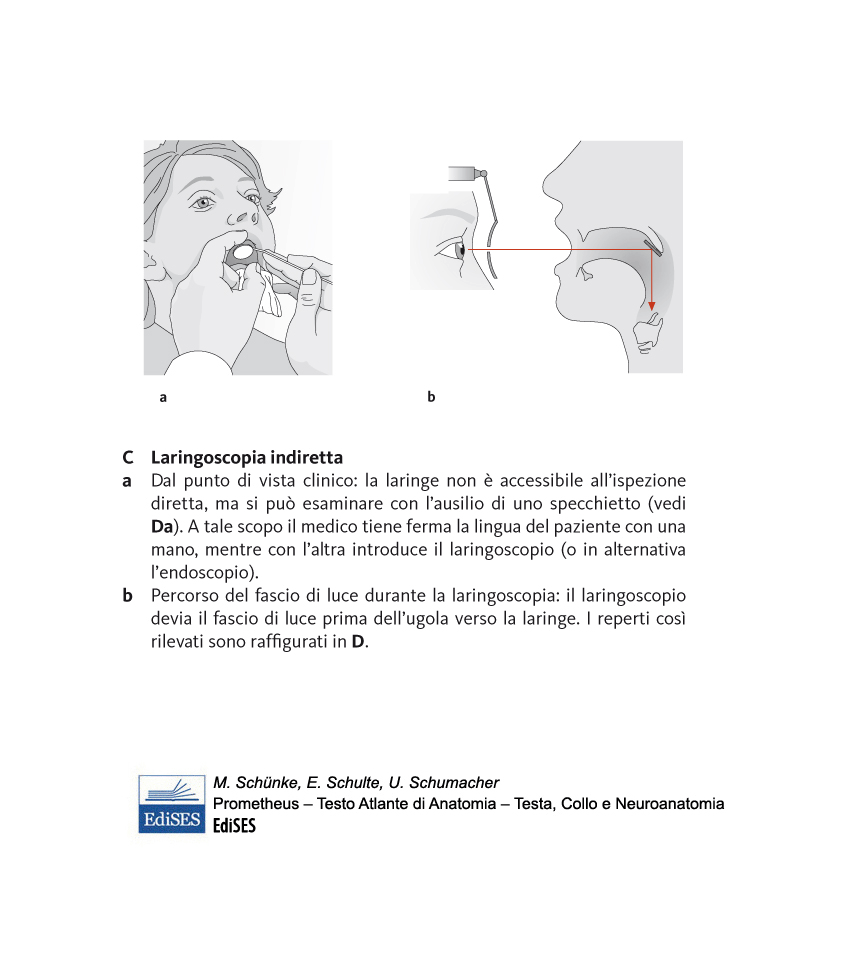 a
b
C Laringoscopia indiretta
a Dal punto di vista clinico: la laringe non è accessibile all’ispezione
diretta, ma si può esaminare con l’ausilio di uno specchietto (vedi
Da). A tale scopo il medico tiene ferma la lingua del paziente con una
mano, mentre con l’altra introduce il laringoscopio (o in alternativa
l’endoscopio).
b Percorso del fascio di luce durante la laringoscopia: il laringoscopio
devia il fascio di luce prima dell’ugola verso la laringe. I reperti così
rilevati sono raffigurati in D.
EdiSES
M. Schünke, E. Schulte, U. Schumacher
Prometheus – Testo Atlante di Anatomia – Testa, Collo e Neuroanatomia
EdiSES